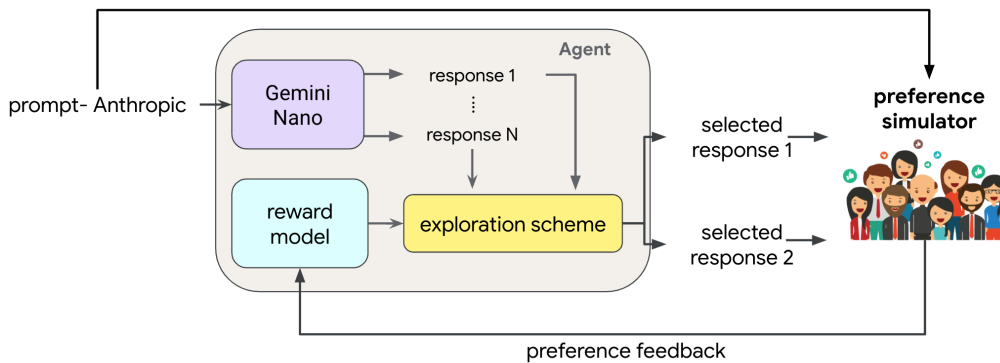 Agent
prompt- Anthropic
Gemini
Nano
response 1
response N
reward
model
exploration scheme
selected
response 1
selected
response 2
preference
simulator
preference feedback